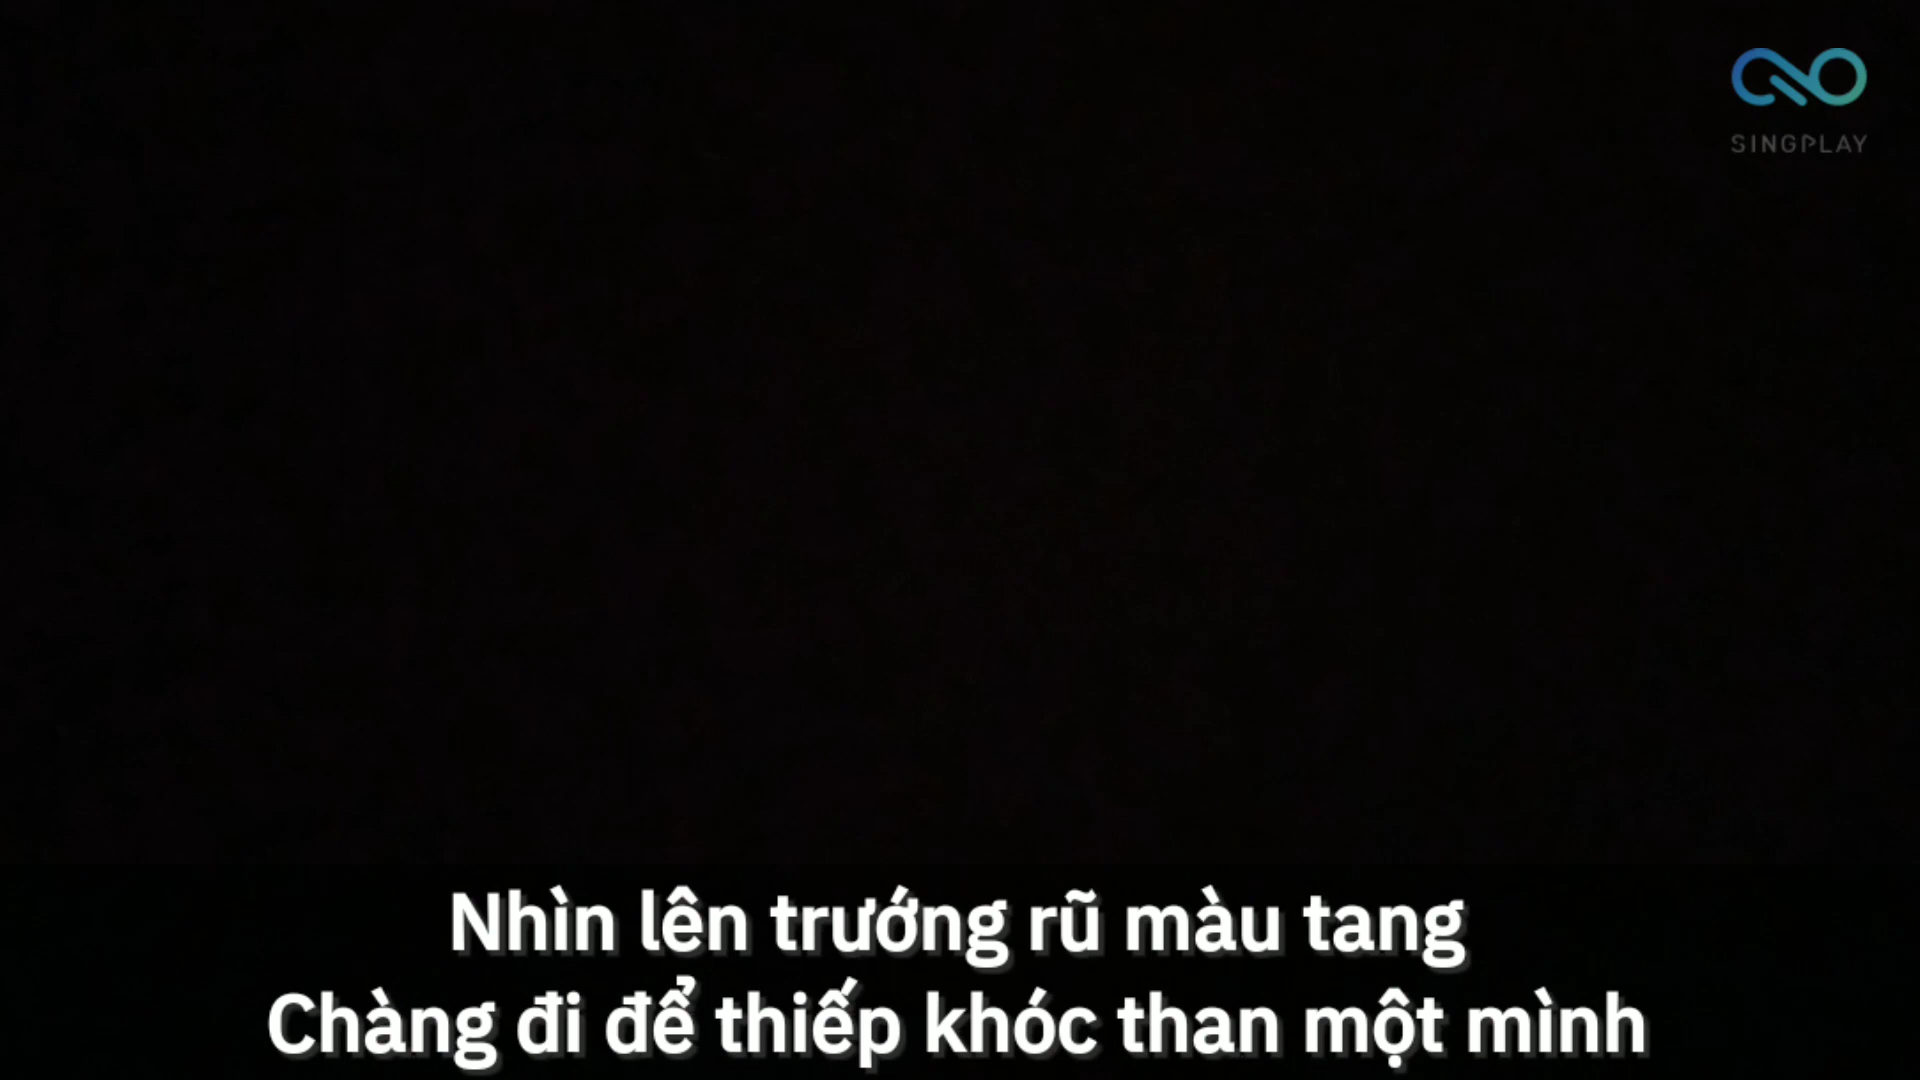 SINGPLAY
Nhìn lên trướng rũ màu tang
Chàng đi để thiếp khóc than một mình